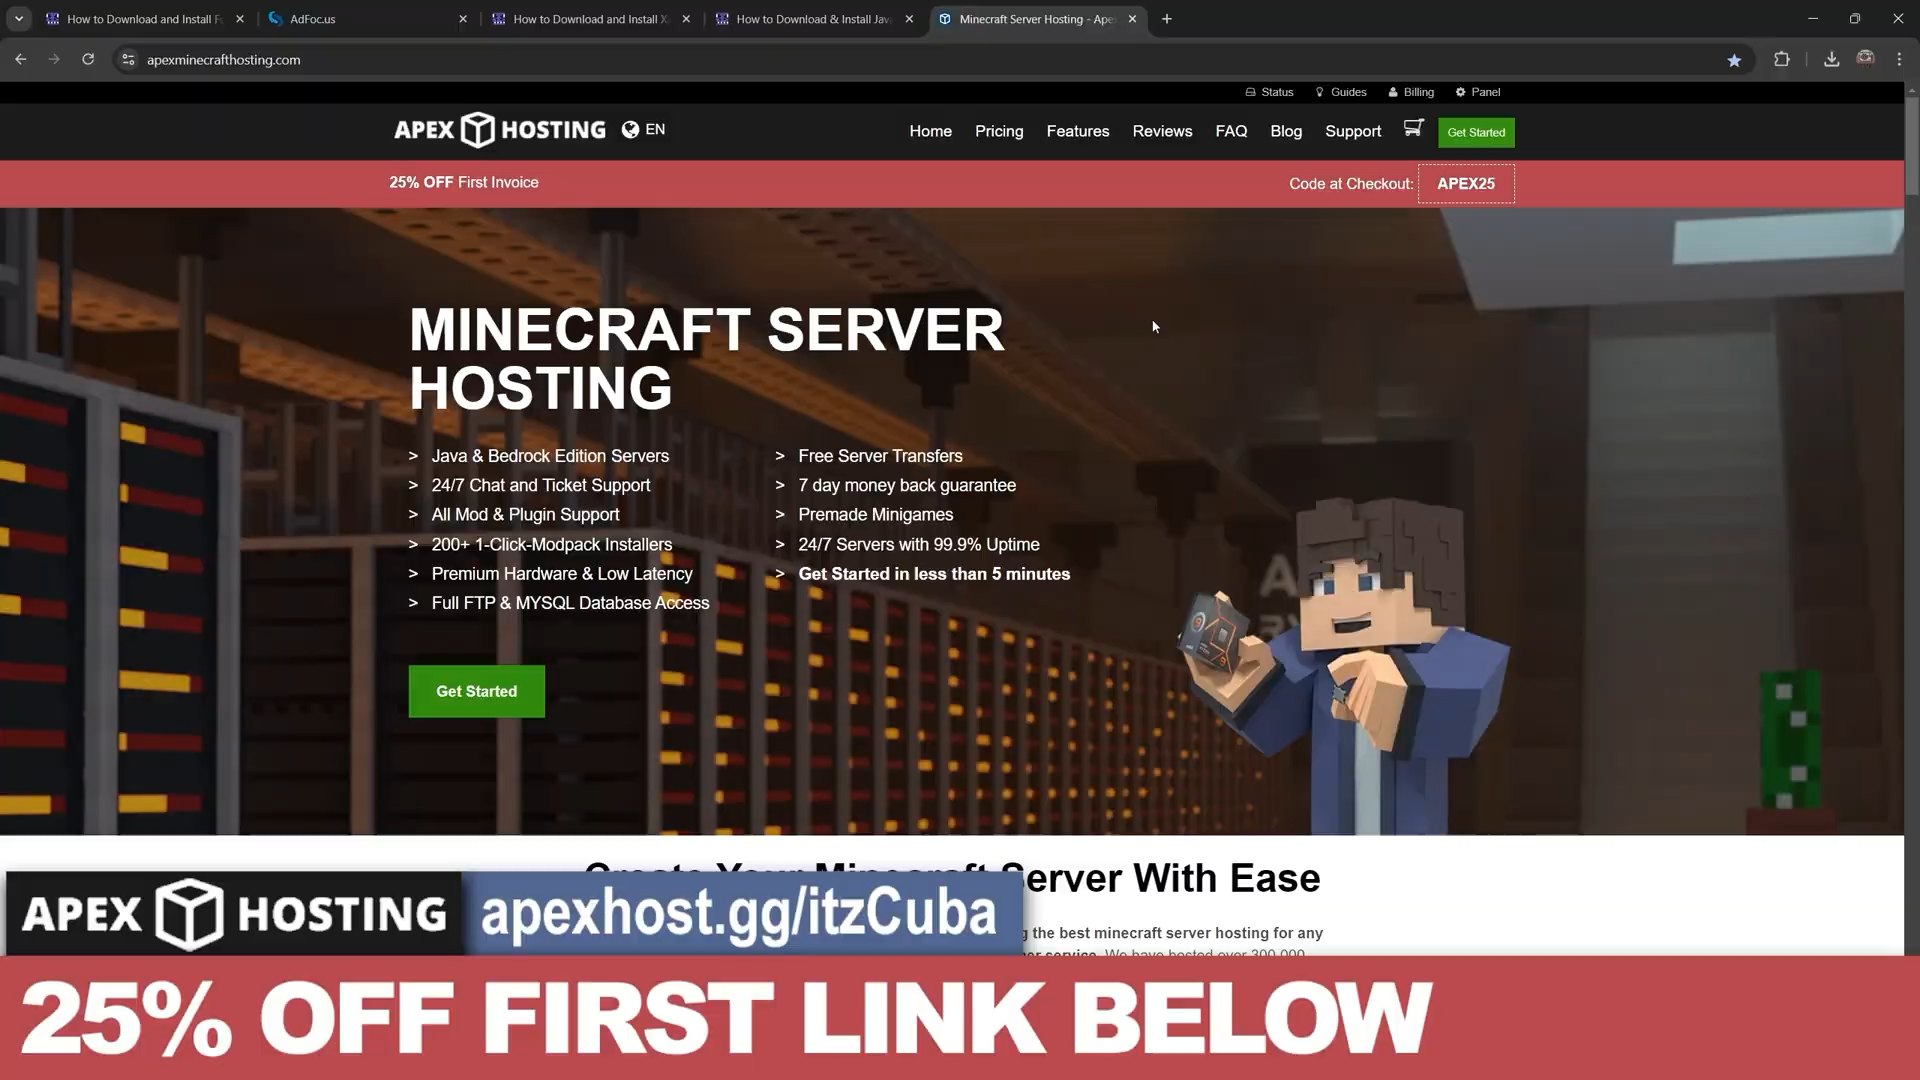 How to Download and Install Fo
AdFoc.us
How to Download and Install X
How to Download & Install Jav
Minecraft Server Hosting - Ape
apexminecrafthosting.com
Status
Guides
Billing
Panel
APEX HOSTING
EN
Home
Pricing
Features
Reviews
FAQ
Blog
Support
Get Started
25% OFF First Invoice
Code at Checkout: APEX25
MINECRAFT SERVER
HOSTING
> Java & Bedrock Edition Servers
> 24/7 Chat and Ticket Support
> All Mod & Plugin Support
> 200+ 1-Click-Modpack Installers
> Premium Hardware & Low Latency
> Full FTP & MYSQL Database Access
> Free Server Transfers
> 7 day money back guarantee
> Premade Minigames
> 24/7 Servers with 99.9% Uptime
> Get Started in less than 5 minutes
Get Started
Create Your Minecraft Server With Ease
the best minecraft server hosting for any
service. We have hosted over 300,000
APEX HOSTING
apexhost.gg/itzCuba
25% OFF FIRST LINK BELOW